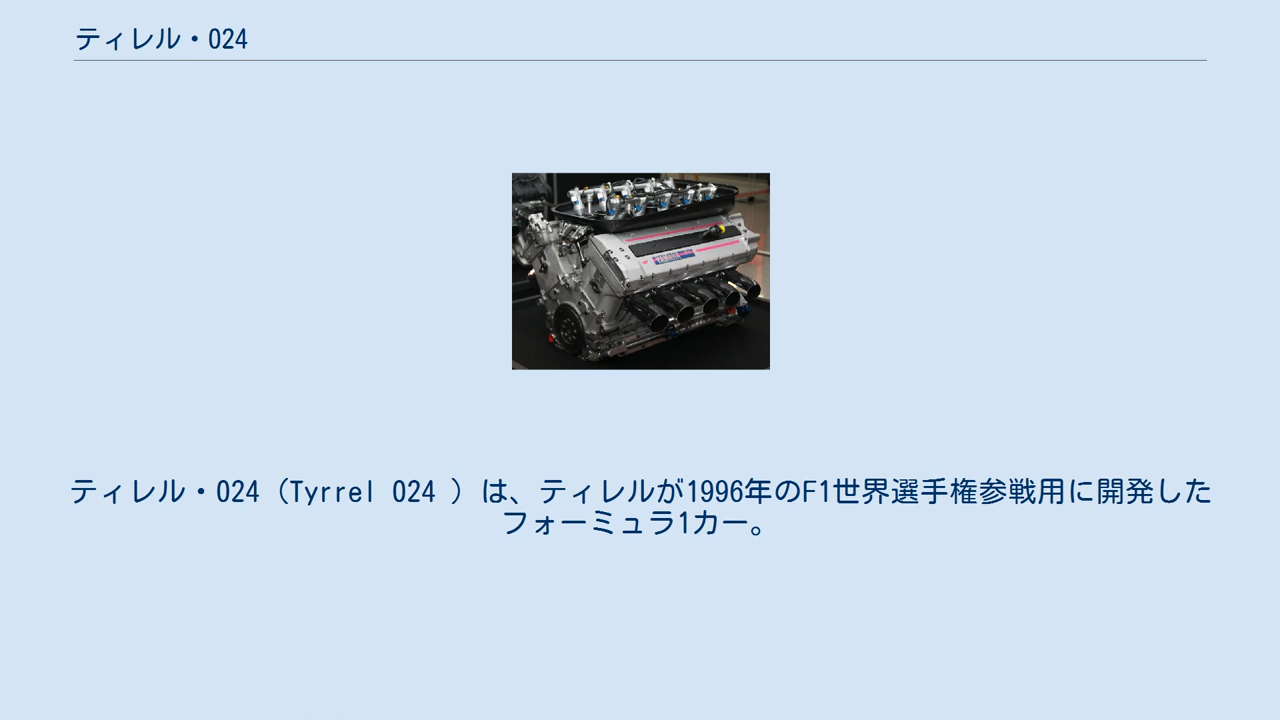 ティレル・024
ティレル・024（Tyrrel 024 ）は、ティレルが1996年のF1世界選手権参戦用に開発した
フォーミュラ1カー。